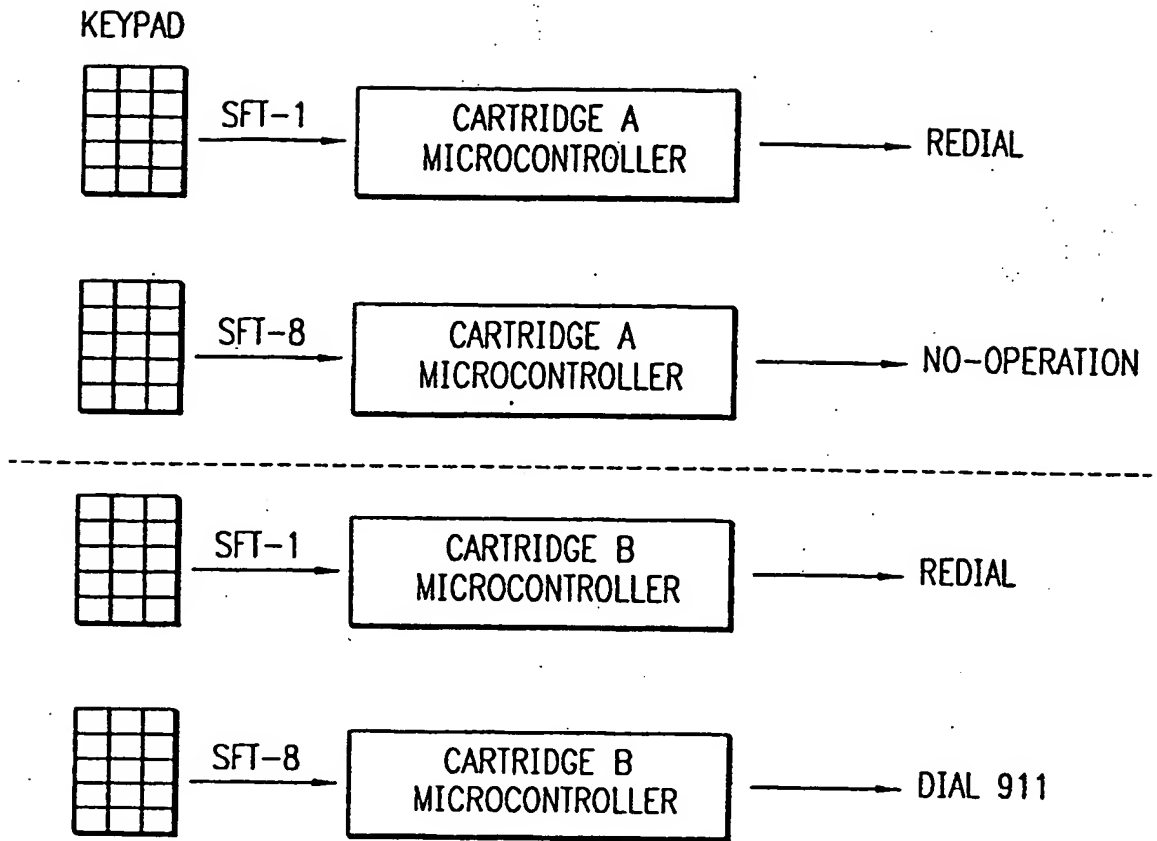 KEYPAD
SFT-1
CARTRIDGE A
MICROCONTROLLER
REDIAL
SFT-8
CARTRIDGE A
MICROCONTROLLER
NO-OPERATION
SFT-1
CARTRIDGE B
MICROCONTROLLER
REDIAL
SFT-8
CARTRIDGE B
MICROCONTROLLER
DIAL 911